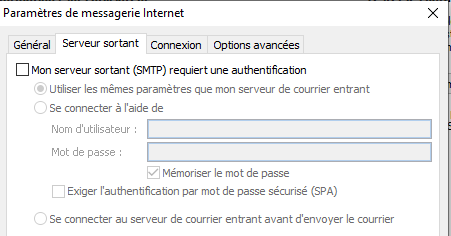 Paramètres de messagerie Internet
Général Serveur sortant Connexion Options avancées
Mon serveur sortant (SMTP) requiert une authentification
Utiliser les mêmes paramètres que mon serveur de courrier entrant
Se connecter à l'aide de
Nom d'utilisateur :
Mot de passe :
Mémoriser le mot de passe
Exiger l'authentification par mot de passe sécurisé (SPA)
Se connecter au serveur de courrier entrant avant d'envoyer le courrier